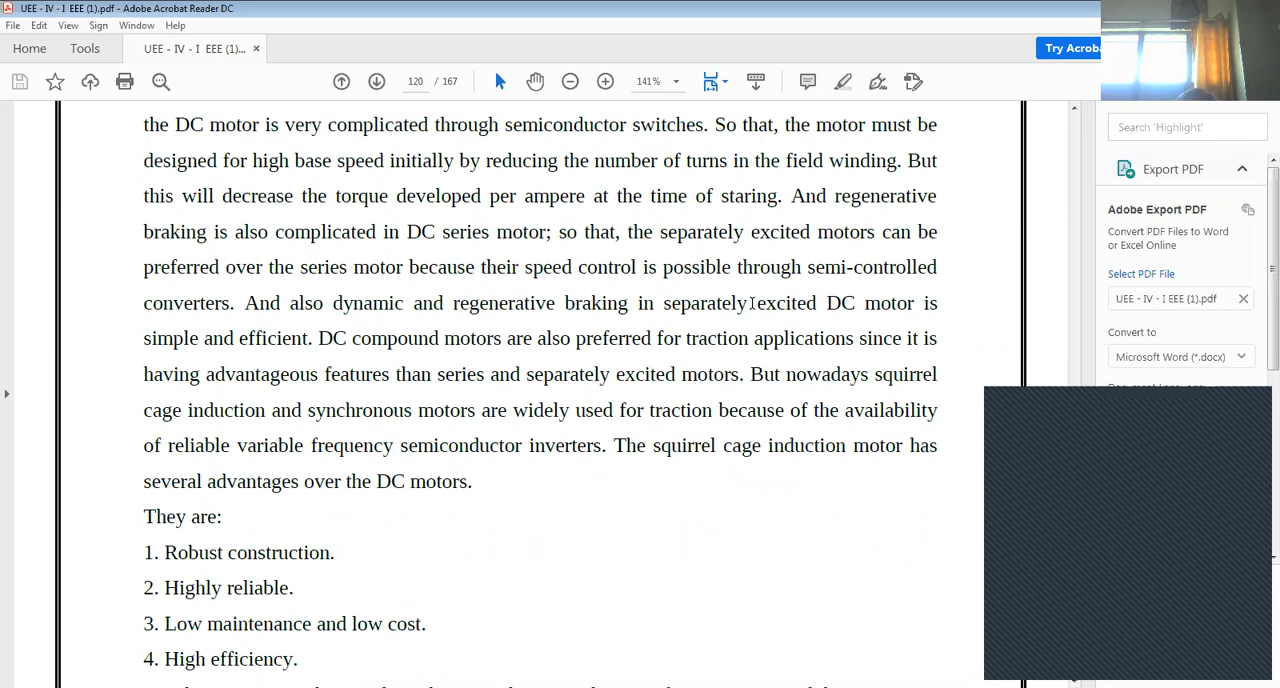 UEE - IV - I EEE (1).pdf - Adobe Acrobat Reader DC
File Edit View Sign Window Help
Home Tools UEE - IV - I EEE (1)... × Try Acroba
120 / 167 141%
the DC motor is very complicated through semiconductor switches. So that, the motor must be
designed for high base speed initially by reducing the number of turns in the field winding. But
this will decrease the torque developed per ampere at the time of staring. And regenerative
braking is also complicated in DC series motor; so that, the separately excited motors can be
preferred over the series motor because their speed control is possible through semi-controlled
converters. And also dynamic and regenerative braking in separately excited DC motor is
simple and efficient. DC compound motors are also preferred for traction applications since it is
having advantageous features than series and separately excited motors. But nowadays squirrel
cage induction and synchronous motors are widely used for traction because of the availability
of reliable variable frequency semiconductor inverters. The squirrel cage induction motor has
several advantages over the DC motors.
They are:
1. Robust construction.
2. Highly reliable.
3. Low maintenance and low cost.
4. High efficiency.
Search 'Highlight'
Export PDF
Adobe Export PDF
Convert PDF Files to Word
or Excel Online
Select PDF File
UEE - IV - I EEE (1).pdf
Convert to
Microsoft Word (*.docx)